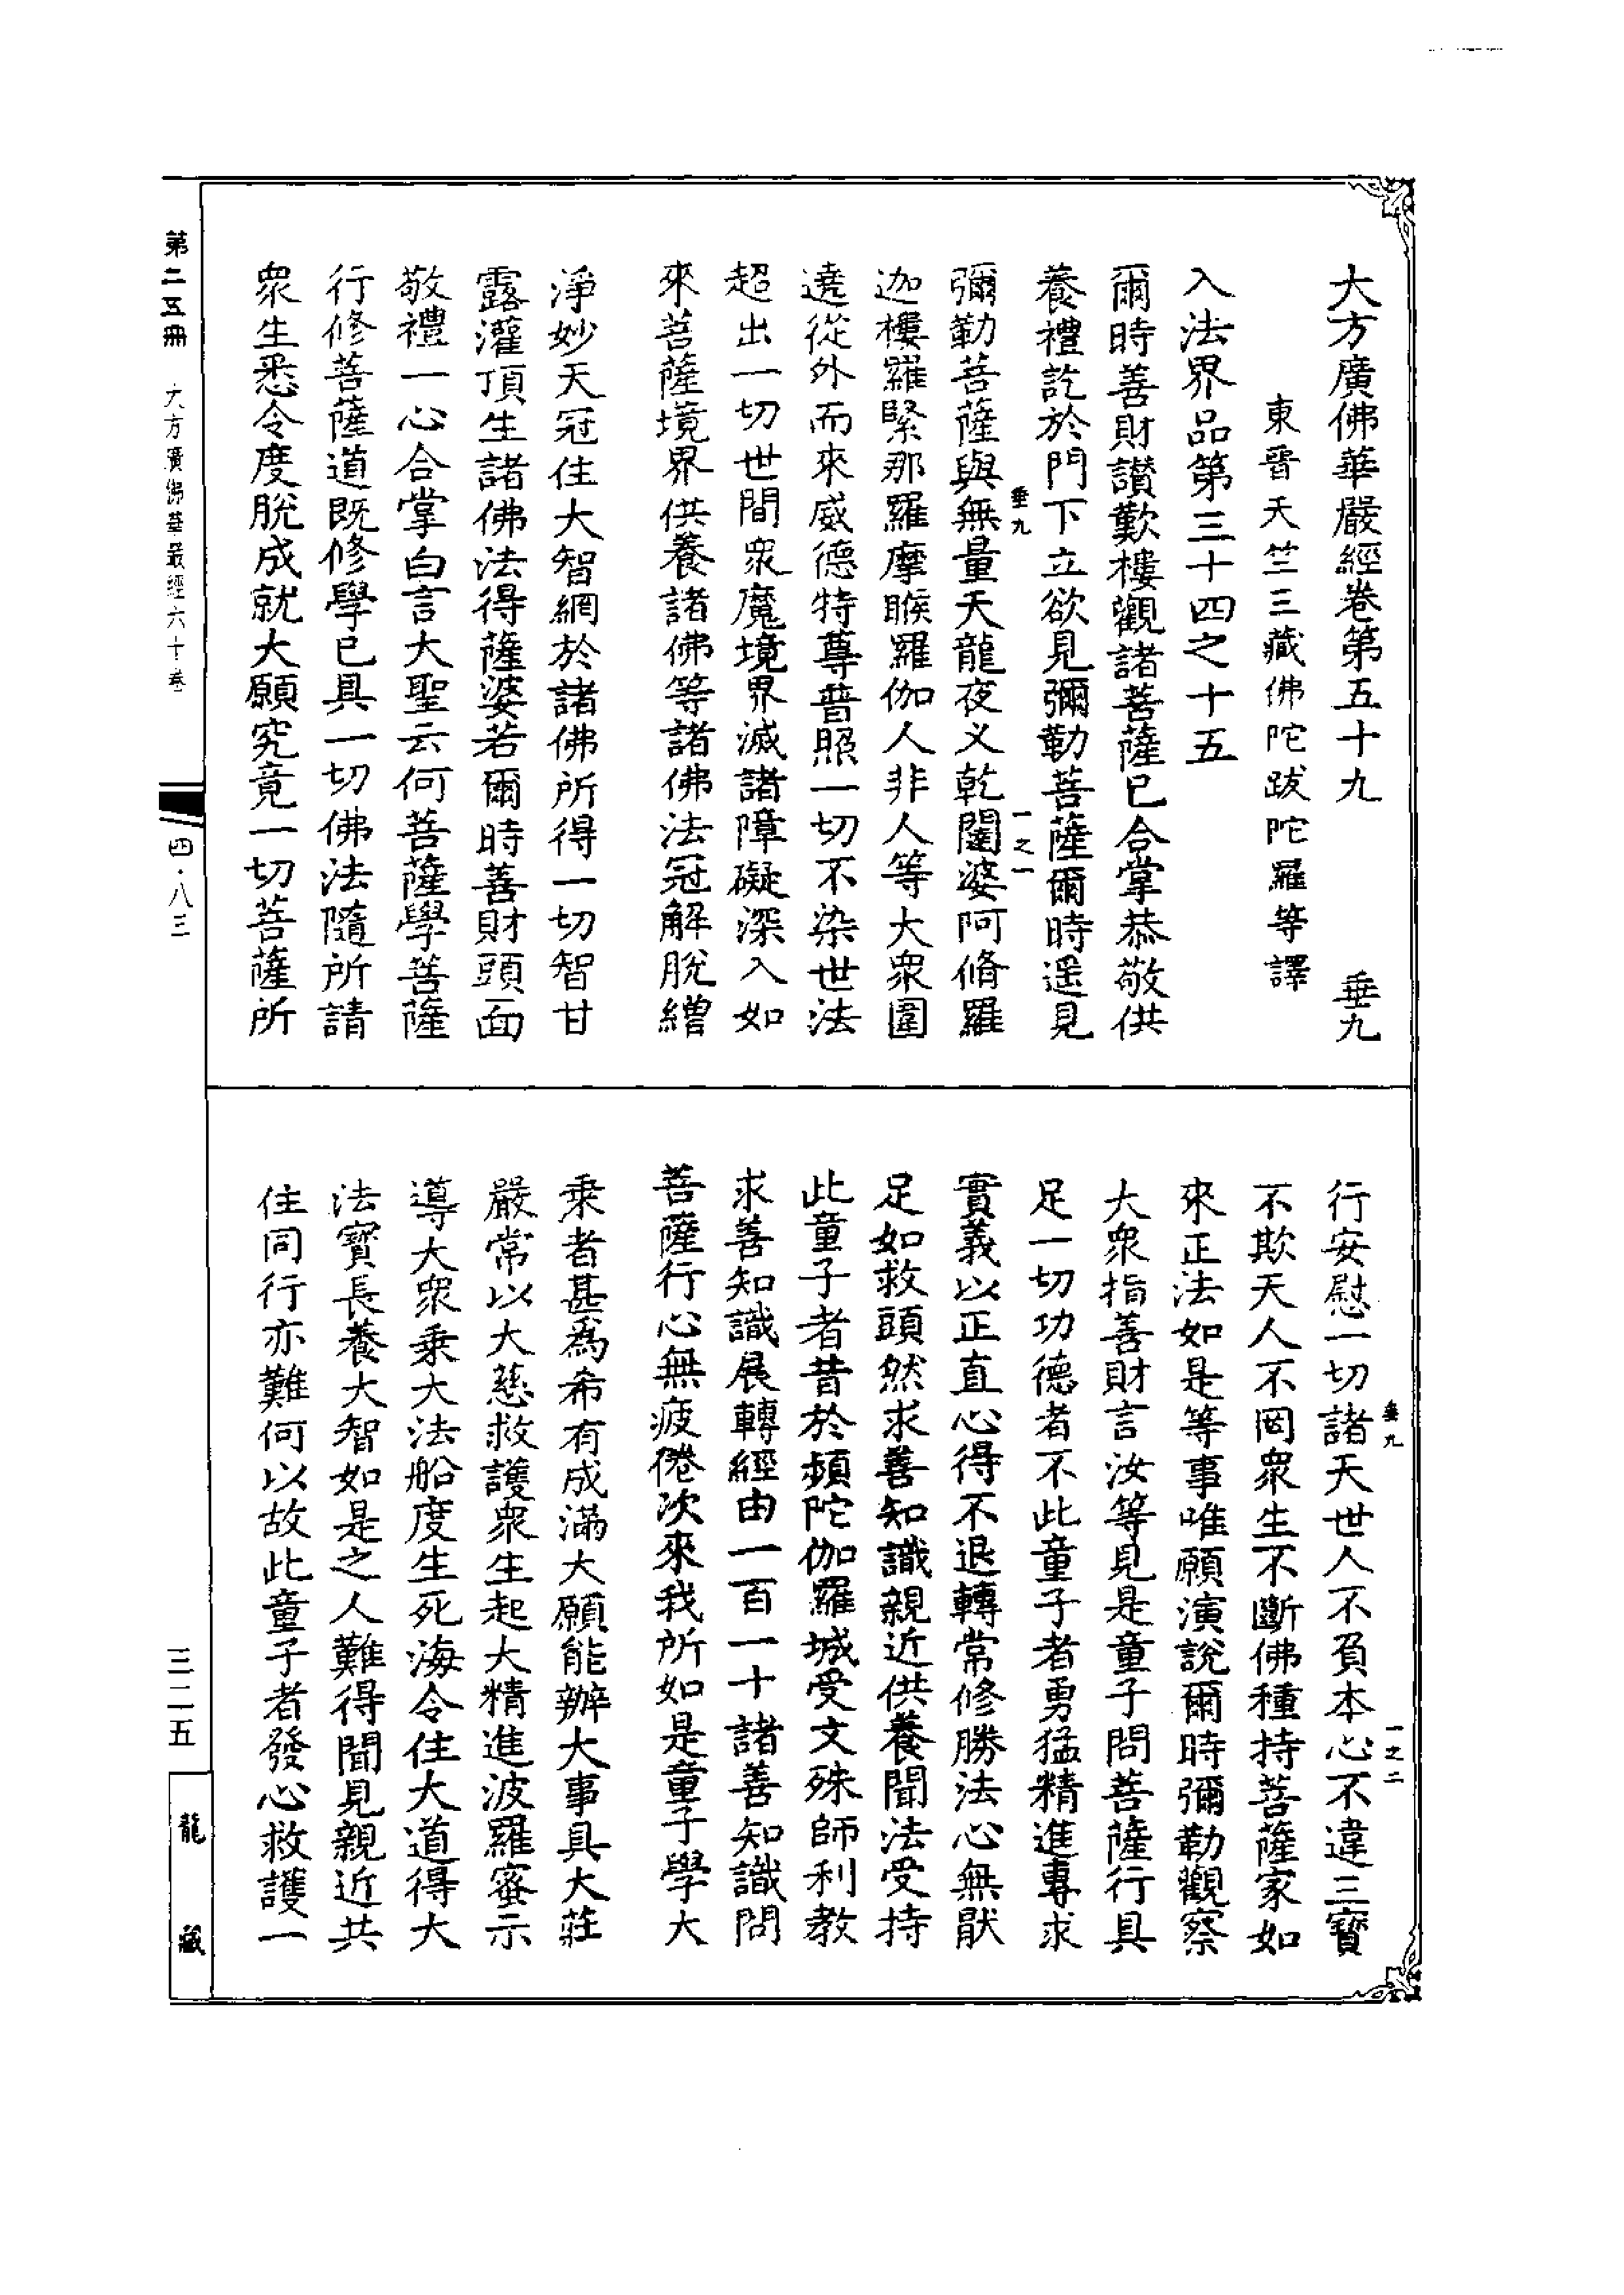 大方廣佛華嚴經卷第五十九 垂九
東晉天竺三藏佛陀跋陀羅等譯
入法界品第三十四之十五
爾時善財讃歎樓觀諸菩薩已合掌恭敬供
養禮訖於門下立欲見彌勒菩薩爾時遥見
垂九 一之一
彌勒菩薩與無量天龍夜义乾闥婆阿脩羅
迦樓羅緊那羅摩睺羅伽人非人等大衆圍
遶從外而來威德特尊普照一切不染世法
超出一切世間衆魔境界滅諸障礙深入如
來菩薩境界供養諸佛等諸佛法冠解脫繒
淨妙天冠住大智網於諸佛所得一切智甘
露灌頂生諸佛法得薩婆若爾時善財頭面
敬禮一心合掌白言大聖云何菩薩學菩薩
行修菩薩道既修學已具一切佛法隨所請
衆生悉令度脫成就大願究竟一切菩薩所
垂九 一之二
行安慰一切諸天世人不負本心不違三寶
不欺天人不罔衆生不斷佛種持菩薩家如
來正法如是等事唯願演說爾時彌勒觀察
大衆指善財言汝等見是童子問菩薩行具
足一切功德者不此童子者勇猛精進專求
實義以正直心得不退轉常修勝法心無厭
足如救頭然求善知識親近供養聞法受持
此童子者昔於頻陀伽羅城受文殊師利教
求善知識展轉經由一百一十諸善知識問
菩薩行心無疲倦次來我所如是童子學大
乘者甚爲希有成滿大願能辦大事具大莊
嚴常以大慈救護衆生起大精進波羅蜜示
導大衆乘大法船度生死海令住大道得大
法寶長養大智如是之人難得聞見親近共
住同行亦難何以故此童子者發心救護一
第二五冊 大方廣佛華嚴經六十卷
四·八三
三二五
龍藏